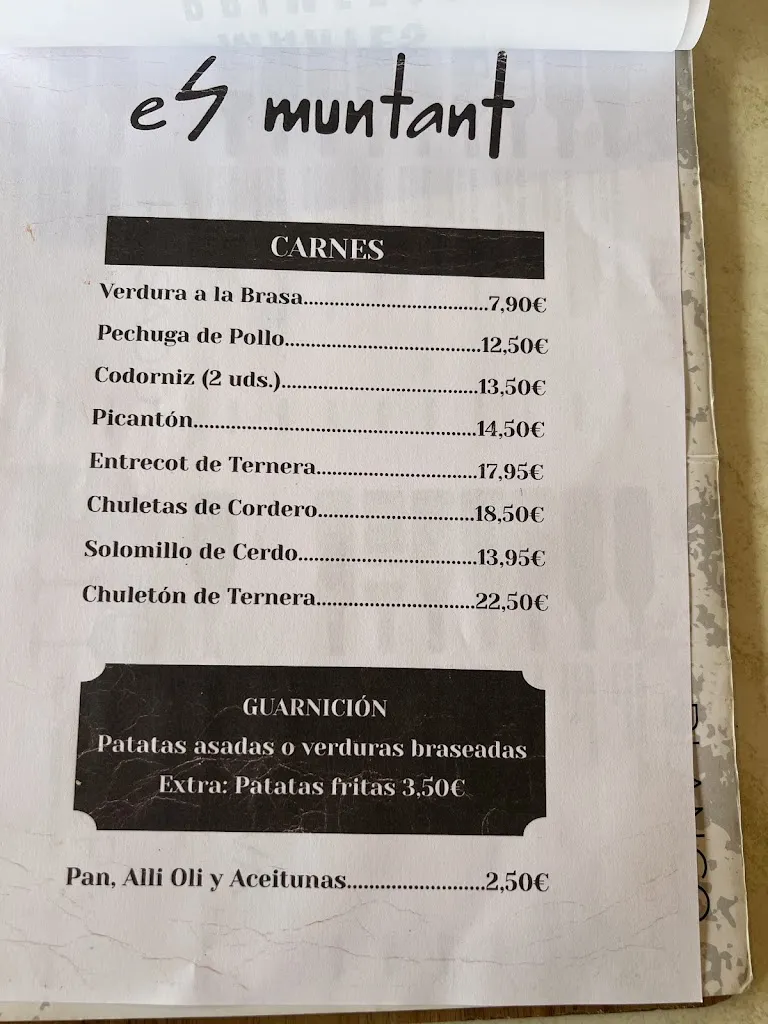 es muntant
CARNES
Verdura a la Brasa...................................7,90€
Pechuga de Pollo.....................................12,50€
Codorniz (2 uds.).....................................13,50€
Picantón......................................................14,50€
Entrecot de Ternera...............................17,95€
Chuletas de Cordero..............................18,50€
Solomillo de Cerdo..................................13,95€
Chuletón de Ternera..............................22,50€
GUARNICIÓN
Patatas asadas o verduras braseadas
Extra: Patatas fritas 3,50€
Pan, Alli Oli y Aceitunas..........................2,50€